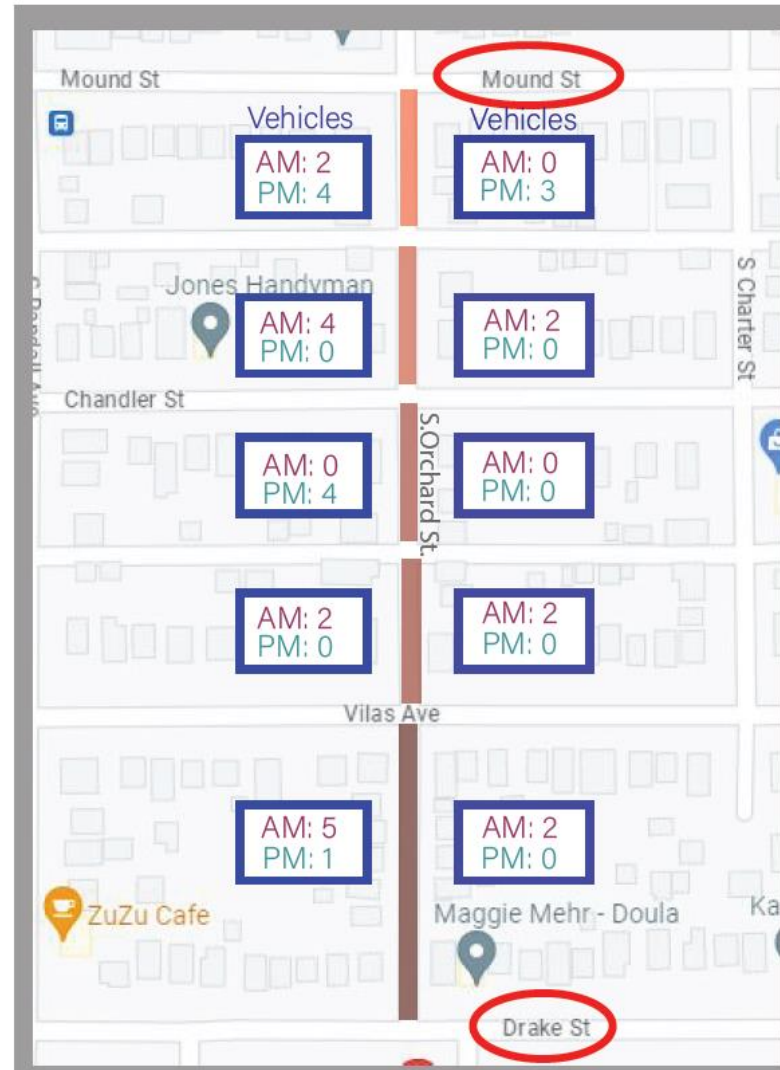 Mound St
Mound St
Vehicles
Vehicles
AM: 2
PM: 4
AM: 0
PM: 3
Jones Handyman
S Charter St
AM: 4
PM: 0
AM: 2
PM: 0
Chandler St
S.Orchard St.
AM: 0
PM: 4
AM: 0
PM: 0
AM: 2
PM: 0
AM: 2
PM: 0
Vilas Ave
AM: 5
PM: 1
AM: 2
PM: 0
ZuZu Cafe
Maggie Mehr - Doula
Ka
Drake St